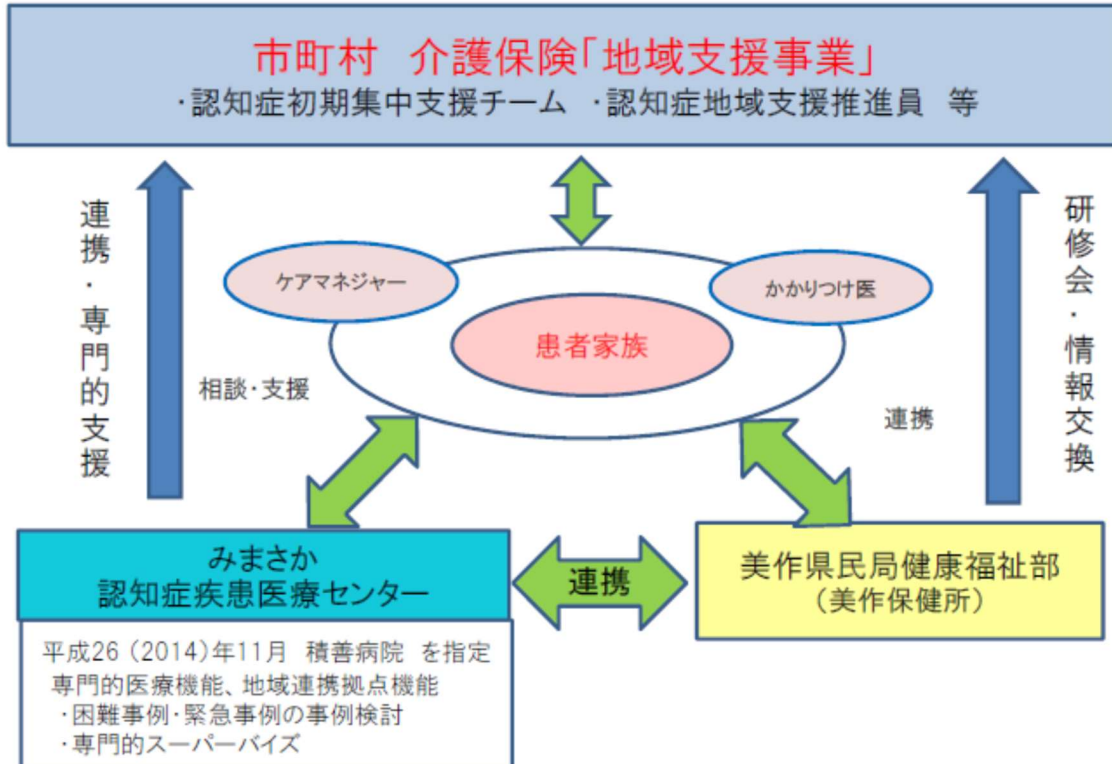 市町村　介護保険「地域支援事業」
・認知症初期集中支援チーム　・認知症地域支援推進員　等
連携・専門的支援
研修会・情報交換
ケアマネジャー
かかりつけ医
患者家族
相談・支援
連携
みまさか
認知症疾患医療センター
連携
美作県民局健康福祉部
（美作保健所）
平成26（2014）年11月　積善病院　を指定
専門的医療機能、地域連携拠点機能
・困難事例・緊急事例の事例検討
・専門的スーパーバイズ